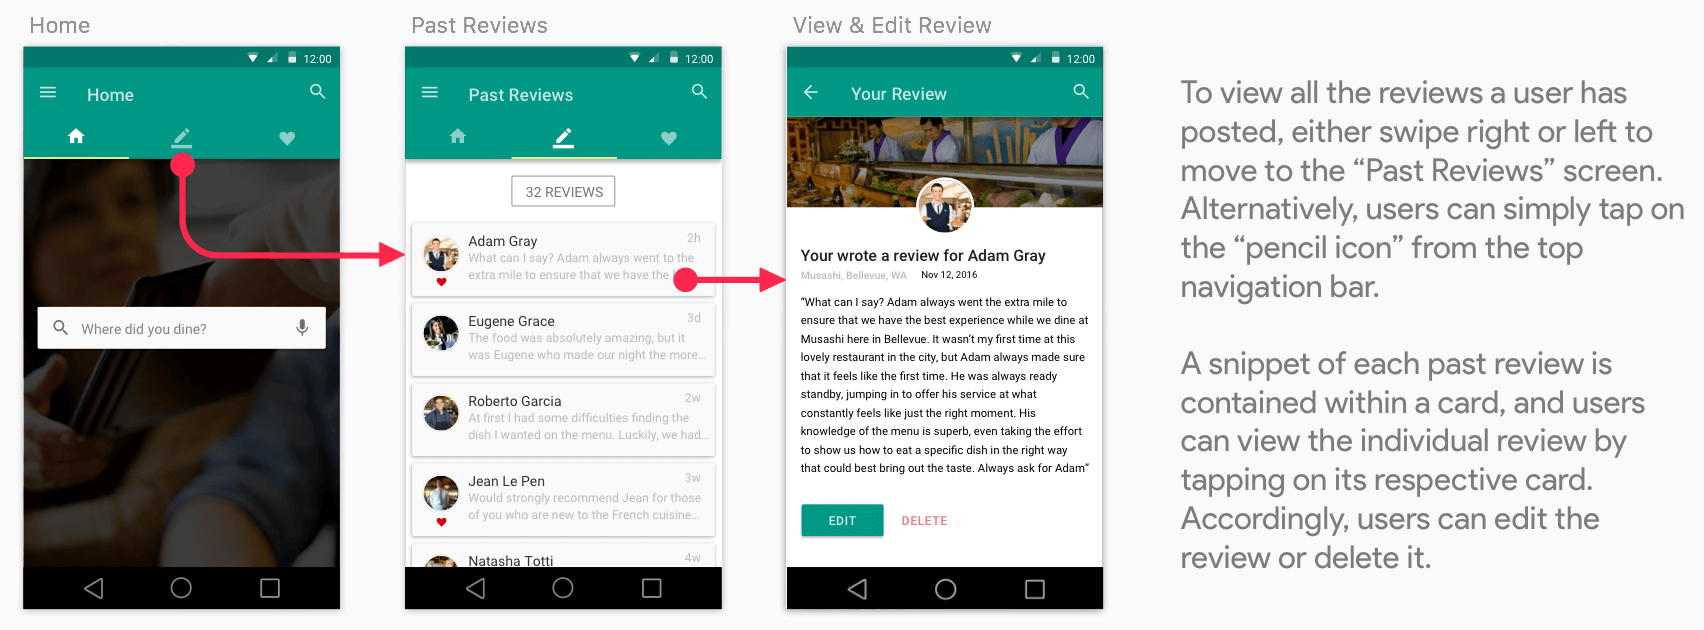 Home
Past Reviews
View & Edit Review
12:00
Home
Where did you dine?
12:00
Past Reviews
32 REVIEWS
Adam Gray
2h
What can I say? Adam always went to the
extra mile to ensure that we have the
Eugene Grace
3d
The food was absolutely amazing, but it
was Eugene who made our night the more...
Roberto Garcia
2w
At first I had some difficulties finding the
dish I wanted on the menu. Luckily, we had...
Jean Le Pen
3w
Would strongly recommend Jean for those
of you who are new to the French cuisine...
Natasha Totti
4w
12:00
Your Review
Your wrote a review for Adam Gray
Musashi, Bellevue, WA Nov 12, 2016
“What can I say? Adam always went the extra mile to
ensure that we have the best experience while we dine at
Musashi here in Bellevue. It wasn’t my first time at this
lovely restaurant in the city, but Adam always made sure
that it feels like the first time. He was always ready
standby, jumping in to offer his service at what
constantly feels like just the right moment. His
knowledge of the menu is superb, even taking the effort
to show us how to eat a specific dish in the right way
that could best bring out the taste. Always ask for Adam”
EDIT
DELETE
To view all the reviews a user has
posted, either swipe right or left to
move to the “Past Reviews” screen.
Alternatively, users can simply tap on
the “pencil icon” from the top
navigation bar.
A snippet of each past review is
contained within a card, and users
can view the individual review by
tapping on its respective card.
Accordingly, users can edit the
review or delete it.